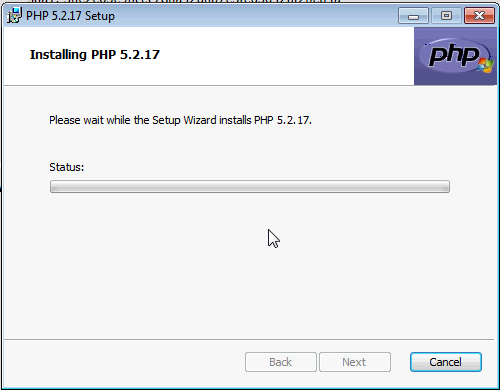 PHP 5.2.17 Setup
Installing PHP 5.2.17
php
Please wait while the Setup Wizard installs PHP 5.2.17.
Status:
Back
Next
Cancel